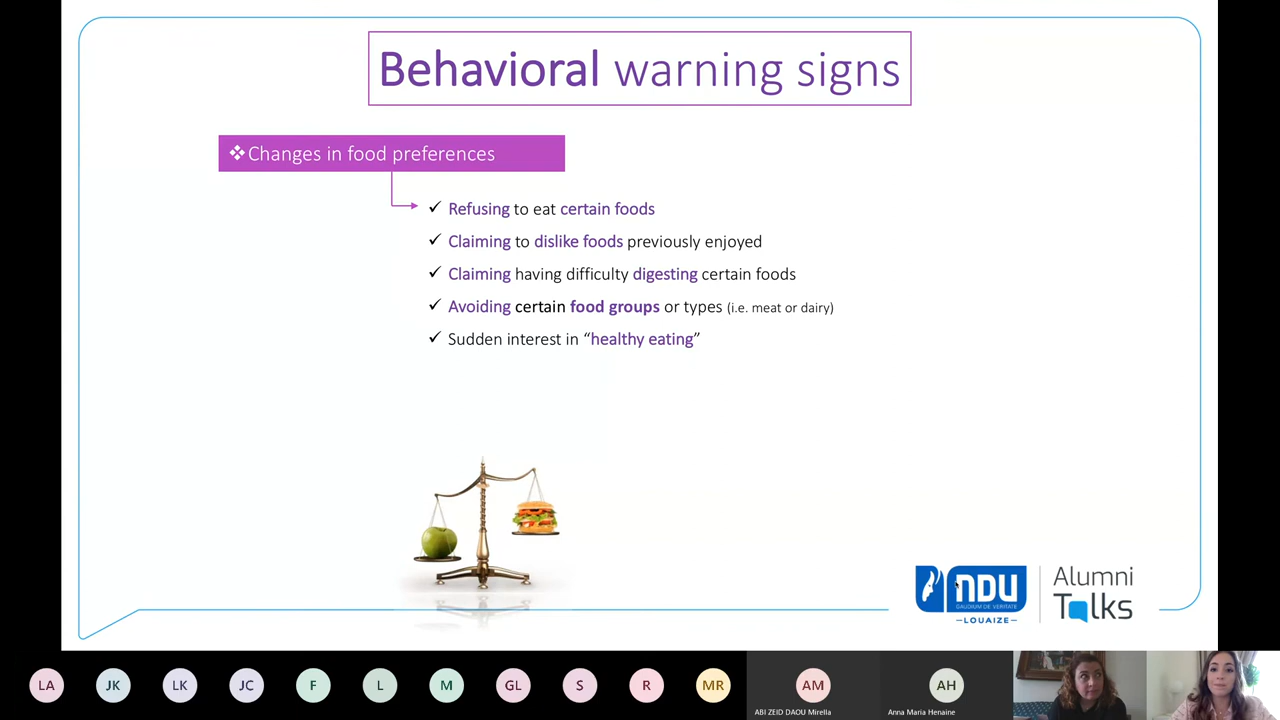 Behavioral warning signs
❖Changes in food preferences
✓ Refusing to eat certain foods
✓ Claiming to dislike foods previously enjoyed
✓ Claiming having difficulty digesting certain foods
✓ Avoiding certain food groups or types (i.e. meat or dairy)
✓ Sudden interest in “healthy eating”
NDU
GAUDIUM DE VERITATE
–LOUAIZE–
Alumni
Talks
LA
JK
LK
JC
F
L
M
GL
S
R
MR
AM
AH
ABI ZEID DAOU Mirella
Anna Maria Henaine